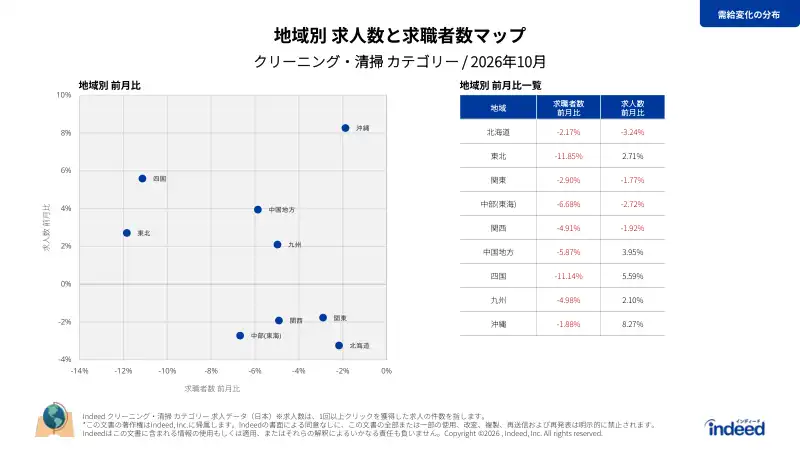 需給変化の分布
地域別 求人数と求職者数マップ
クリーニング・清掃 カテゴリー / 2026年10月
地域別 前月比
10%
8%
6%
4%
2%
0%
-2%
-4%
-14%
-12%
-10%
-8%
-6%
-4%
-2%
0%
求人数 前月比
求職者数 前月比
沖縄
四国
中国地方
東北
九州
関西
関東
中部(東海)
北海道
地域別 前月比一覧
地域 求職者数 前月比 求人数 前月比
北海道 -2.17% -3.24%
東北 -11.85% 2.71%
関東 -2.90% -1.77%
中部(東海) -6.68% -2.72%
関西 -4.91% -1.92%
中国地方 -5.87% 3.95%
四国 -11.14% 5.59%
九州 -4.98% 2.10%
沖縄 -1.88% 8.27%
Indeed クリーニング・清掃 カテゴリー 求人データ（日本）※求人数は、1回以上クリックを獲得した求人の件数を指します。
*この文書の著作権はIndeed, Inc.に帰属します。Indeedの書面による同意なしに、この文書の全部または一部の使用、改変、複製、再送信および再発表は明示的に禁止されます。
Indeedはこの文書に含まれる情報の使用もしくは適用、またはそれらの解釈によるいかなる責任も負いません。Copyright ©2026 , Indeed, Inc. All rights reserved.
インディード
indeed